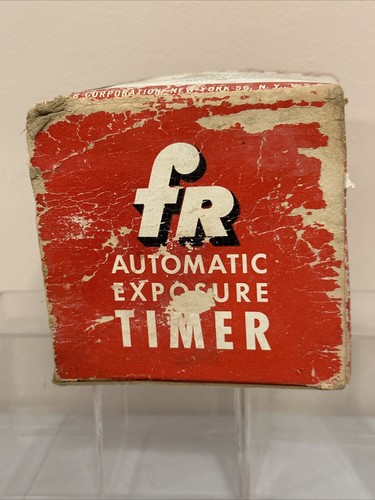 R CORPORATION, NEW YORK 56, N. Y.
fR
AUTOMATIC
EXPOSURE
TIMER